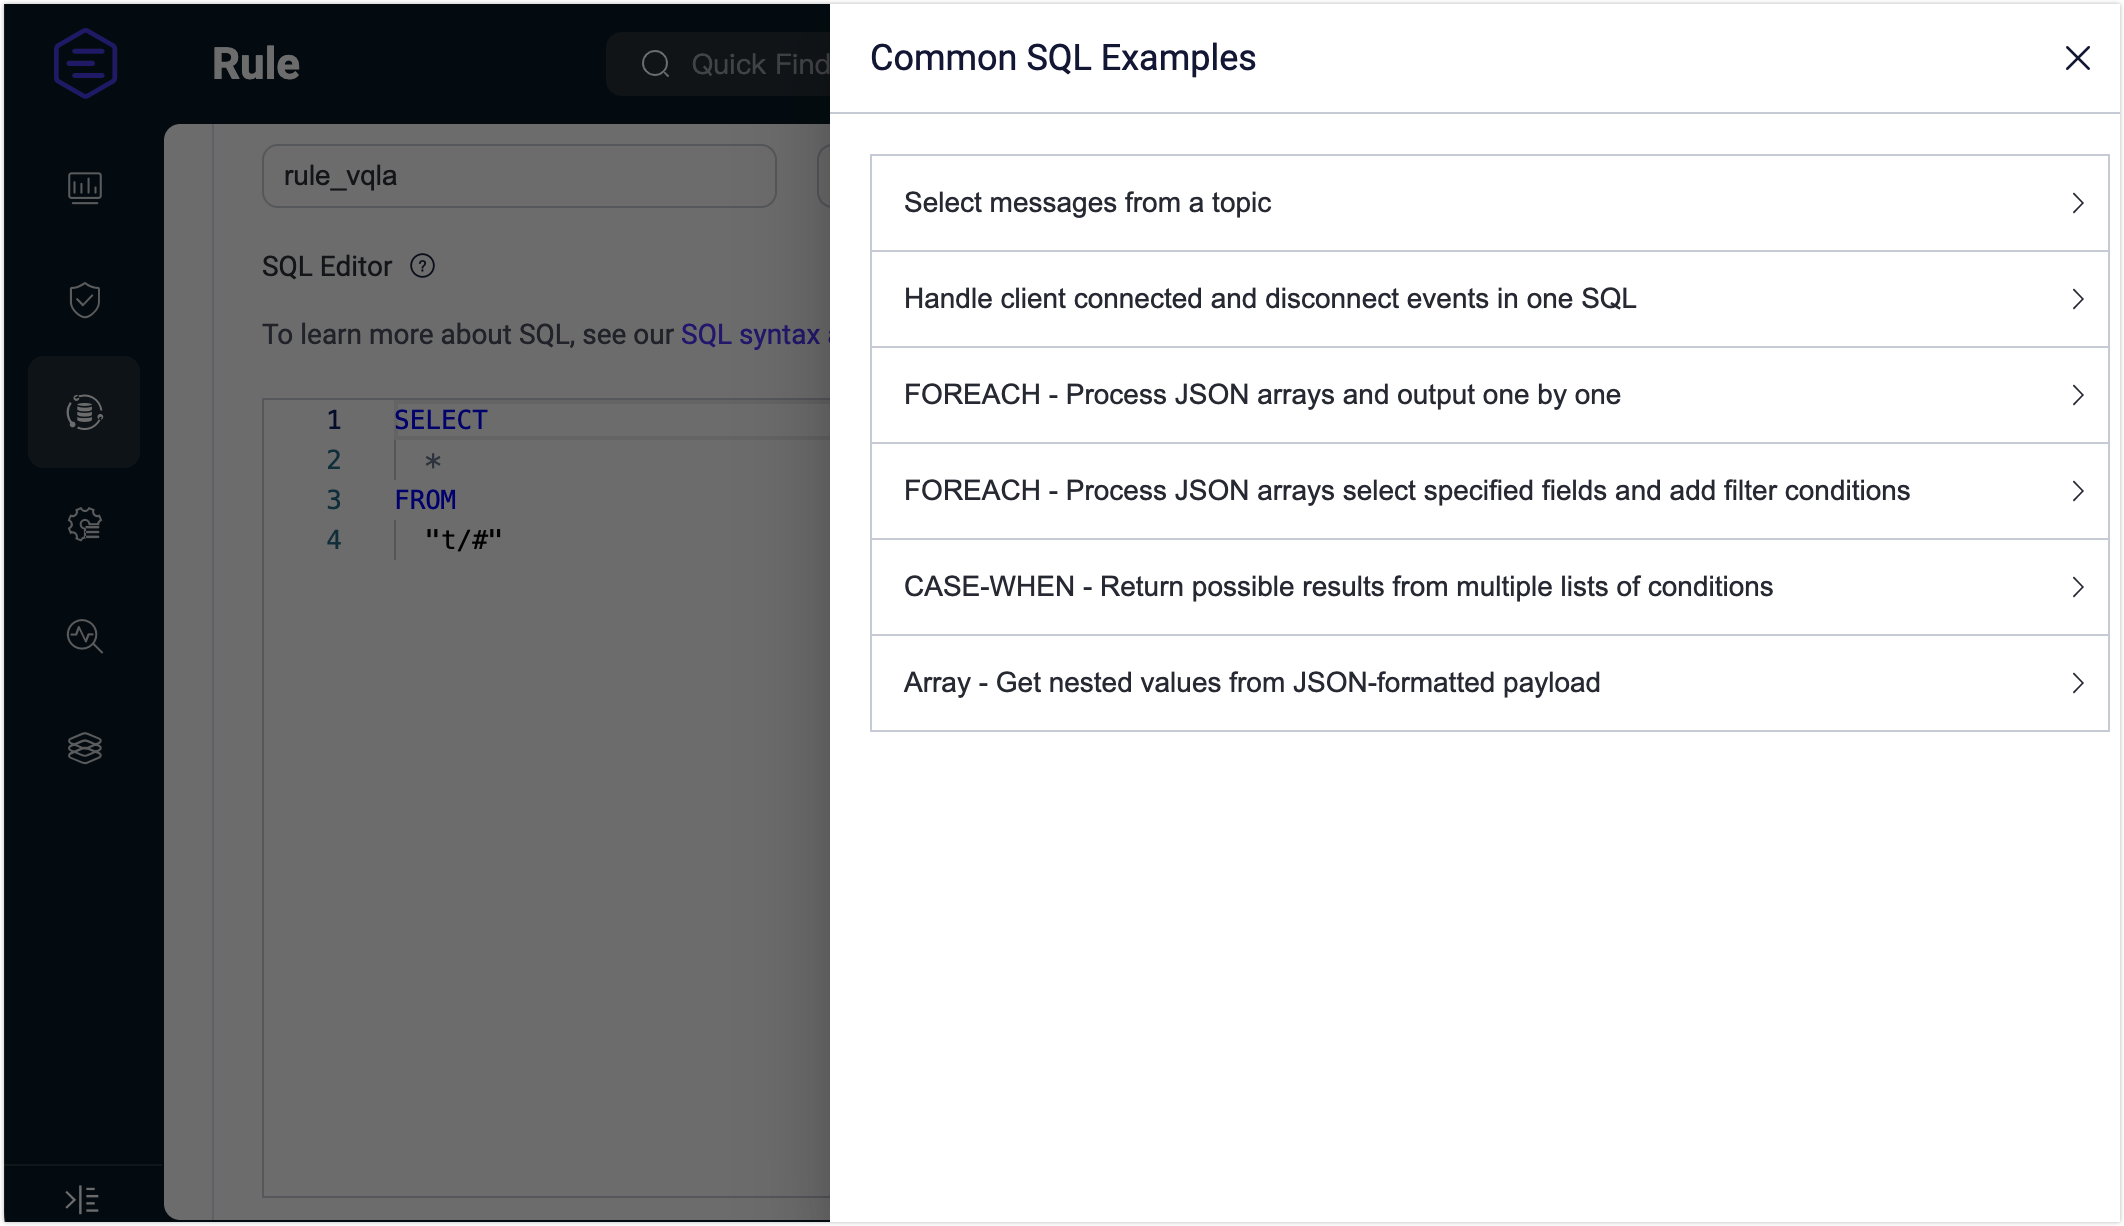 Rule
Quick Find
rule_vqla
SQL Editor ?
To learn more about SQL, see our SQL syntax
1 SELECT
2 *
3 FROM
4 "t/#"
Common SQL Examples
Select messages from a topic
Handle client connected and disconnect events in one SQL
FOREACH - Process JSON arrays and output one by one
FOREACH - Process JSON arrays select specified fields and add filter conditions
CASE-WHEN - Return possible results from multiple lists of conditions
Array - Get nested values from JSON-formatted payload